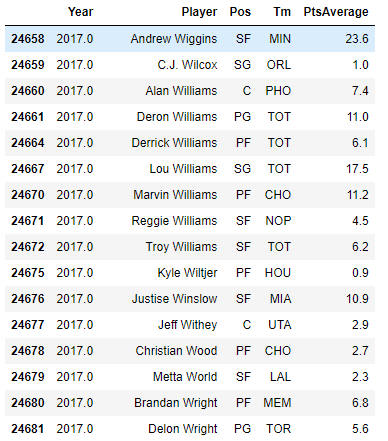 Year Player Pos Tm PtsAverage
24658 2017.0 Andrew Wiggins SF MIN 23.6
24659 2017.0 C.J. Wilcox SG ORL 1.0
24660 2017.0 Alan Williams C PHO 7.4
24661 2017.0 Deron Williams PG TOT 11.0
24664 2017.0 Derrick Williams PF TOT 6.1
24667 2017.0 Lou Williams SG TOT 17.5
24670 2017.0 Marvin Williams PF CHO 11.2
24671 2017.0 Reggie Williams SF NOP 4.5
24672 2017.0 Troy Williams SF TOT 6.2
24675 2017.0 Kyle Wiltjer PF HOU 0.9
24676 2017.0 Justise Winslow SF MIA 10.9
24677 2017.0 Jeff Withey C UTA 2.9
24678 2017.0 Christian Wood PF CHO 2.7
24679 2017.0 Metta World SF LAL 2.3
24680 2017.0 Brandan Wright PF MEM 6.8
24681 2017.0 Delon Wright PG TOR 5.6